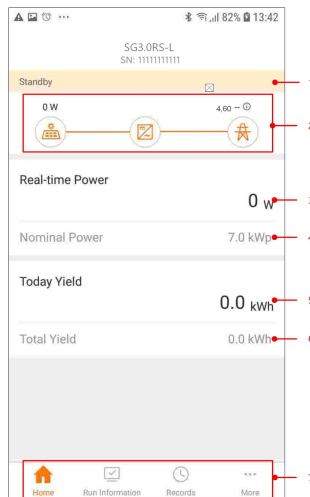 82% 13:42
SG3.0RS-L
SN: 11111111111
Standby
0 W
4,60 --
Real-time Power
0 W
Nominal Power 7.0 kWp
Today Yield
0.0 kWh
Total Yield 0.0 kWh
Home Run Information Records More